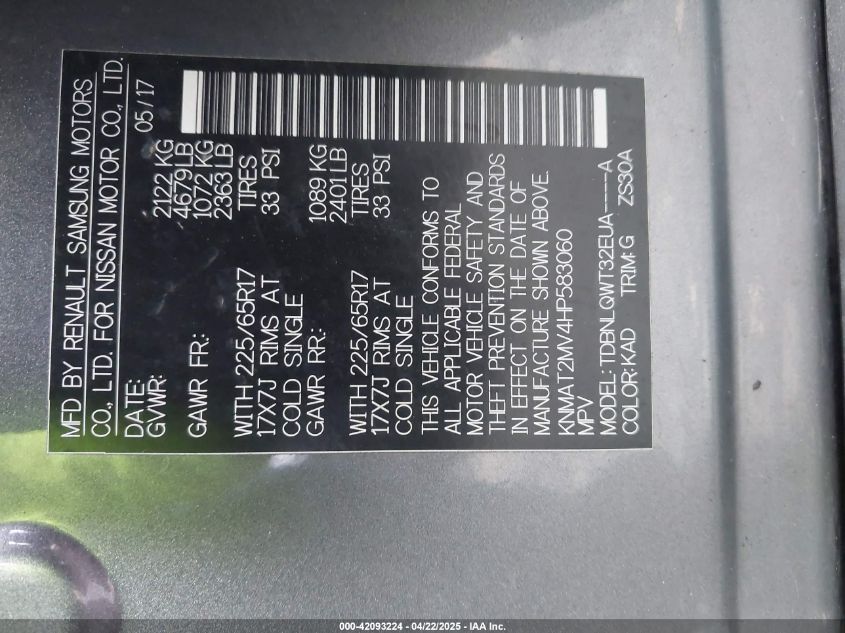 MFD BY RENAULT SAMSUNG MOTORS
CO., LTD. FOR NISSAN MOTOR CO., LTD.
DATE: 05/17
GVWR: 2122 KG
4679 LB
GAWR FR: 1072 KG
2363 LB
WITH 225/65R17 TIRES
17X7J RIMS AT 33 PSI
COLD SINGLE
GAWR RR: 1089 KG
2401 LB
WITH 225/65R17 TIRES
17X7J RIMS AT 33 PSI
COLD SINGLE
THIS VEHICLE CONFORMS TO
ALL APPLICABLE FEDERAL
MOTOR VEHICLE SAFETY AND
THEFT PREVENTION STANDARDS
IN EFFECT ON THE DATE OF
MANUFACTURE SHOWN ABOVE.
KNMAT2MV4HP583060
MPV
MODEL: TDBNLQWT32EUA-----A
COLOR: KAD TRIM: G ZS30A
000-42093224 - 04/22/2025 - IAA Inc.